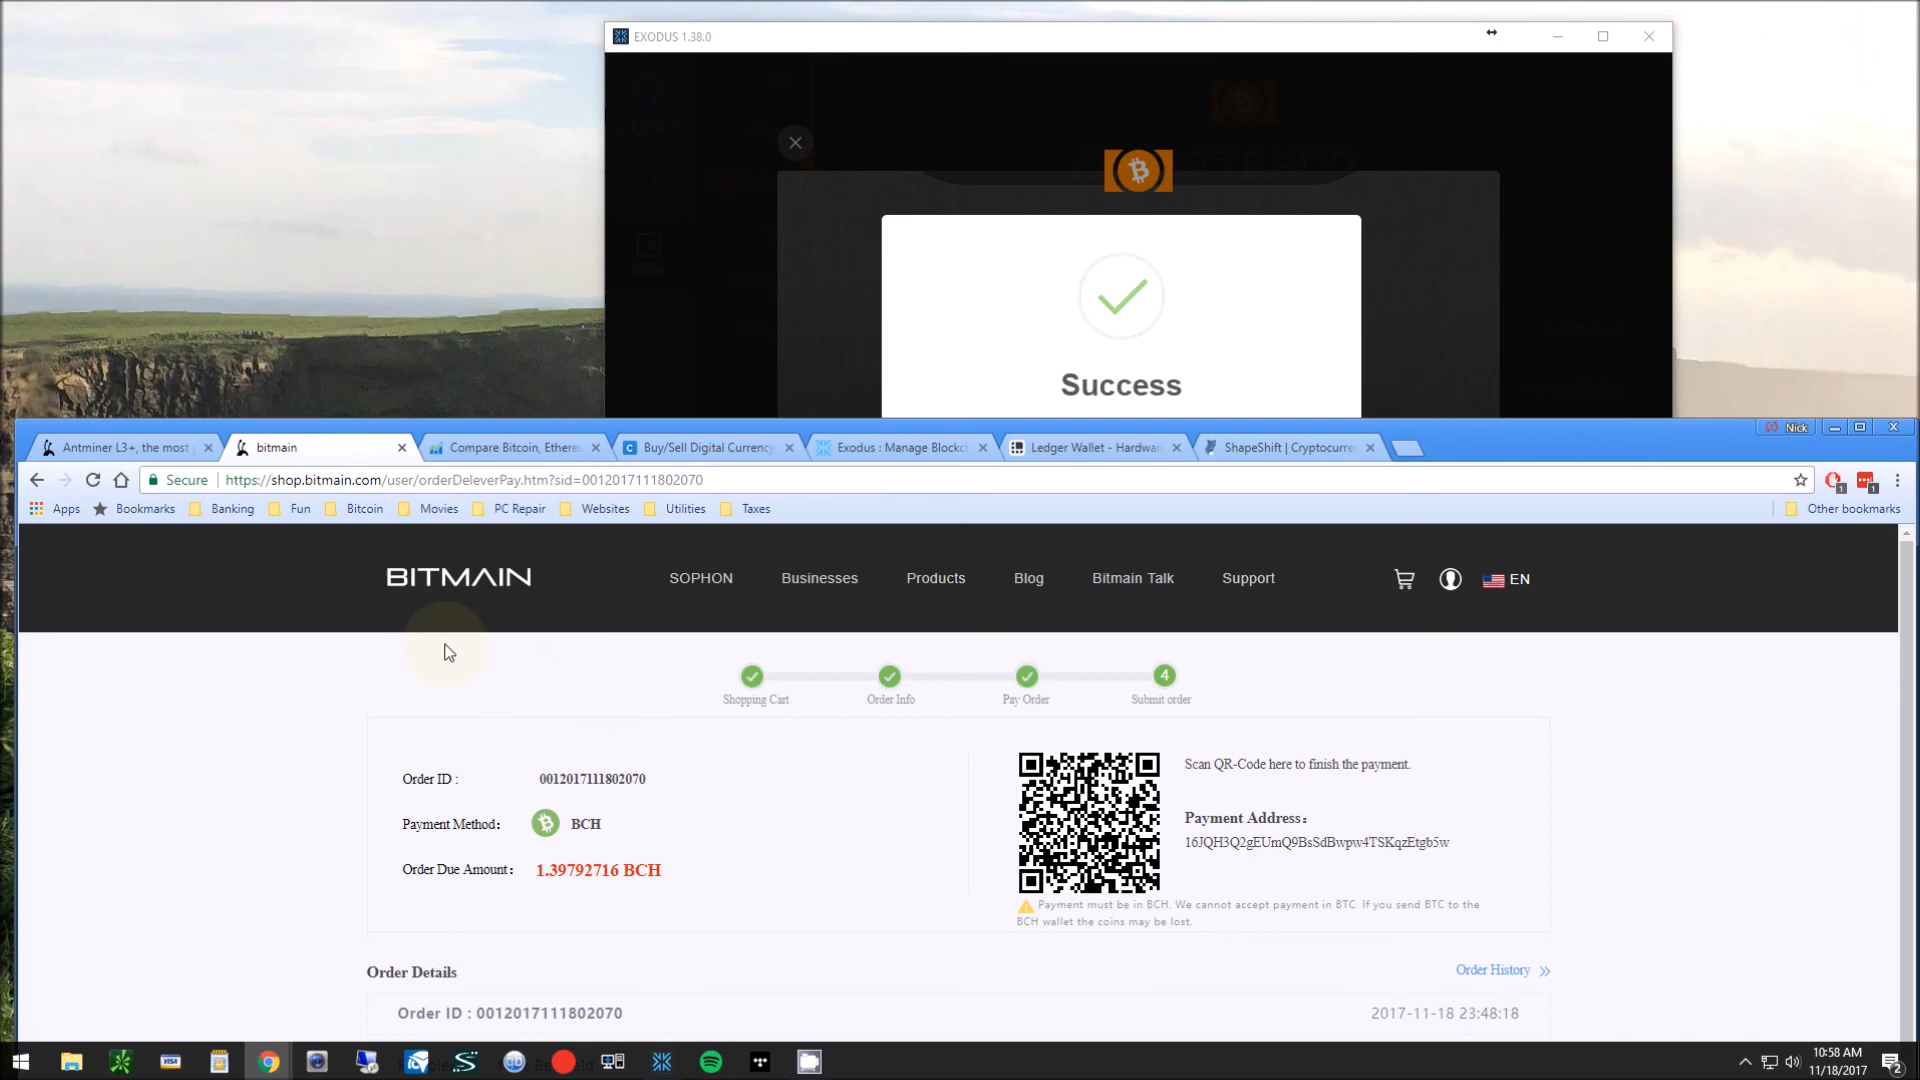 EXODUS 1.38.0
Wallet
Success
Nick
Antminer L3+, the most
bitmain
Compare Bitcoin, Ethere
Buy/Sell Digital Currency
Exodus : Manage Blockch
Ledger Wallet - Hardwar
ShapeShift | Cryptocurre
Secure
https://shop.bitmain.com/user/orderDeleverPay.htm?sid=0012017111802070
1
1
Apps
Bookmarks
Banking
Fun
Bitcoin
Movies
PC Repair
Websites
Utilities
Taxes
Other bookmarks
BITMAIN
SOPHON
Businesses
Products
Blog
Bitmain Talk
Support
EN
4
Shopping Cart
Order Info
Pay Order
Submit order
Order ID :
0012017111802070
Payment Method:
BCH
Order Due Amount:
1.39792716 BCH
Scan QR-Code here to finish the payment.
Payment Address:
16JQH3Q2gEUmQ9BsSdBwpw4TSKqzEtgb5w
Payment must be in BCH. We cannot accept payment in BTC. If you send BTC to the
BCH wallet the coins may be lost.
Order Details
Order History
Order ID : 0012017111802070
2017-11-18 23:48:18
VISA
10:58 AM
11/18/2017
2